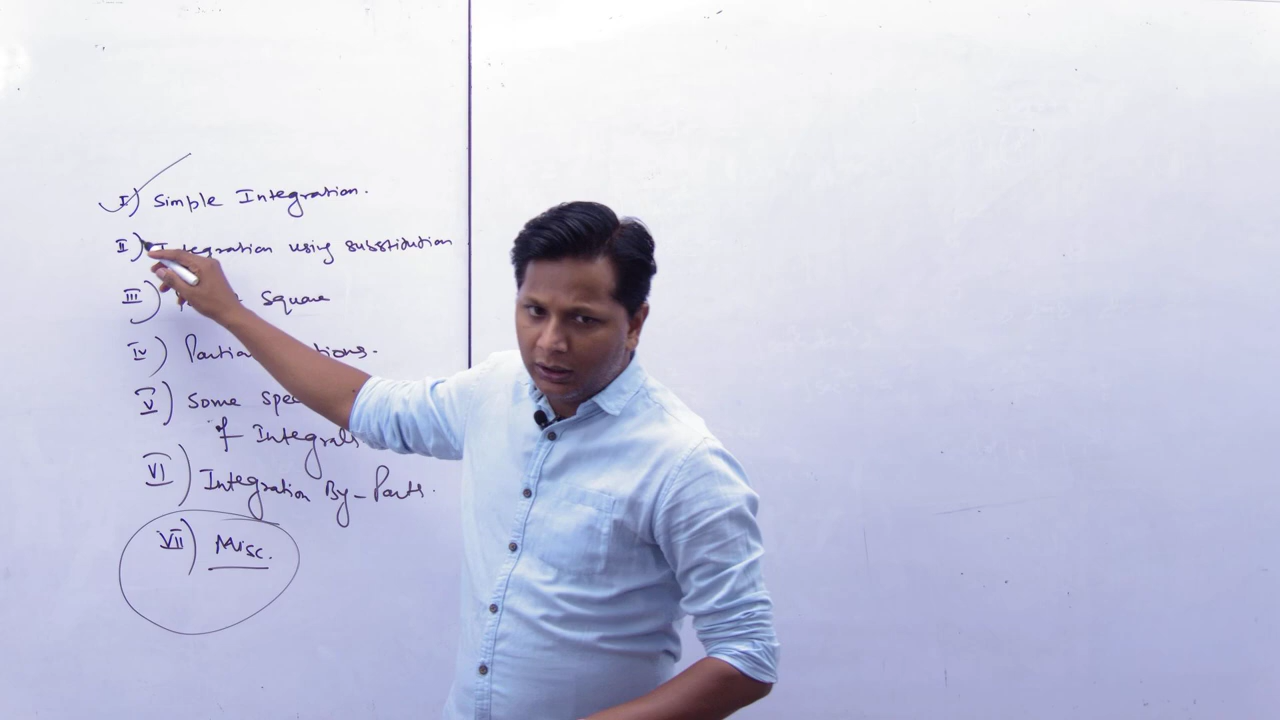 I) Simple Integration.
II) Integration using substitution
III) Square
IV) Partial
V) Some
of Integrals
VI) Integration By-Parts.
VII) Misc.